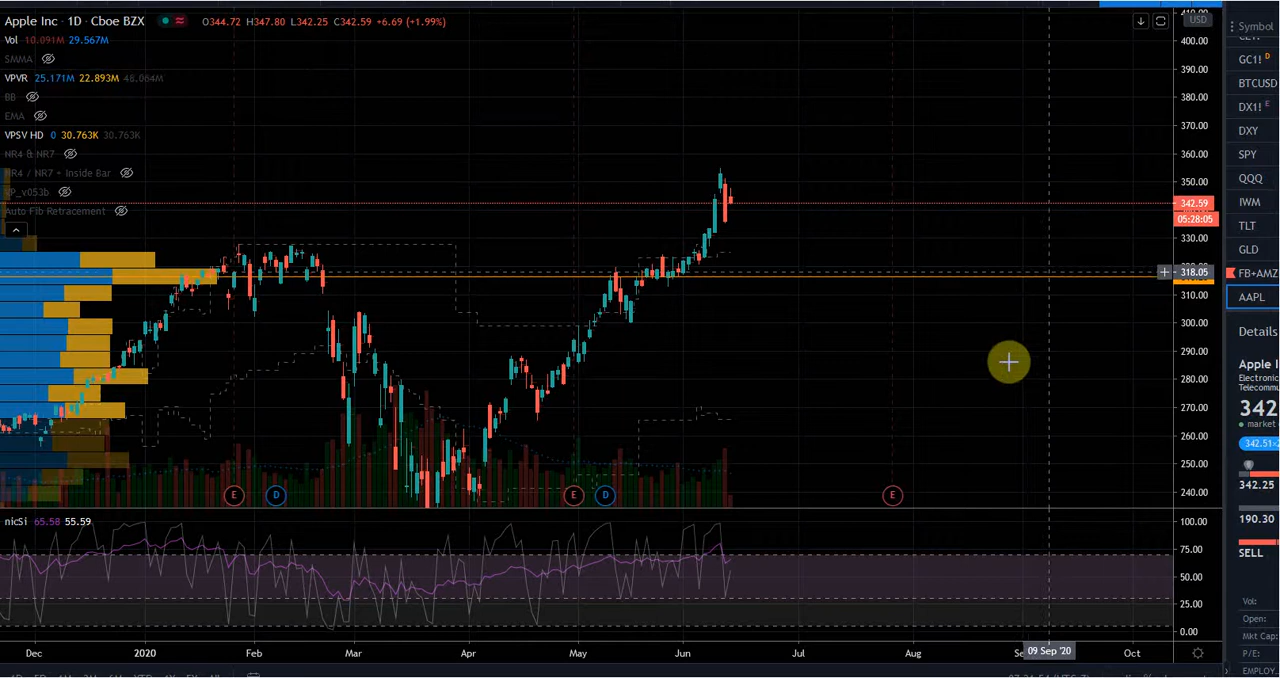 Apple Inc · 1D · Cboe BZX O344.72 H347.80 L342.25 C342.59 +6.69 (+1.99%)
Vol 10.091M 29.567M
SMMA
VPVR 25.171M 22.893M 48.064M
BB
EMA
VPSV HD 0 30.763K 30.763K
NR4 & NR7
NR4 / NR7 + Inside Bar
VP_v053b
Auto Fib Retracement
USD
400.00
390.00
380.00
370.00
360.00
350.00
342.59
05:28:05
330.00
318.05
310.00
300.00
290.00
280.00
270.00
260.00
250.00
240.00
E D E D E
nicSi 65.58 55.59
100.00
75.00
50.00
25.00
0.00
Dec 2020 Feb Mar Apr May Jun Jul Aug 09 Sep '20 Oct
Symbol
GC1! D
BTCUSD
DX1! E
DXY
SPY
QQQ
IWM
TLT
GLD
FB+AMZ
AAPL
Details
Apple I
Electronic
Telecommu
342
market
342.51
342.25
190.30
SELL
Vol:
Open:
Mkt Cap:
P/E:
EMPLOY